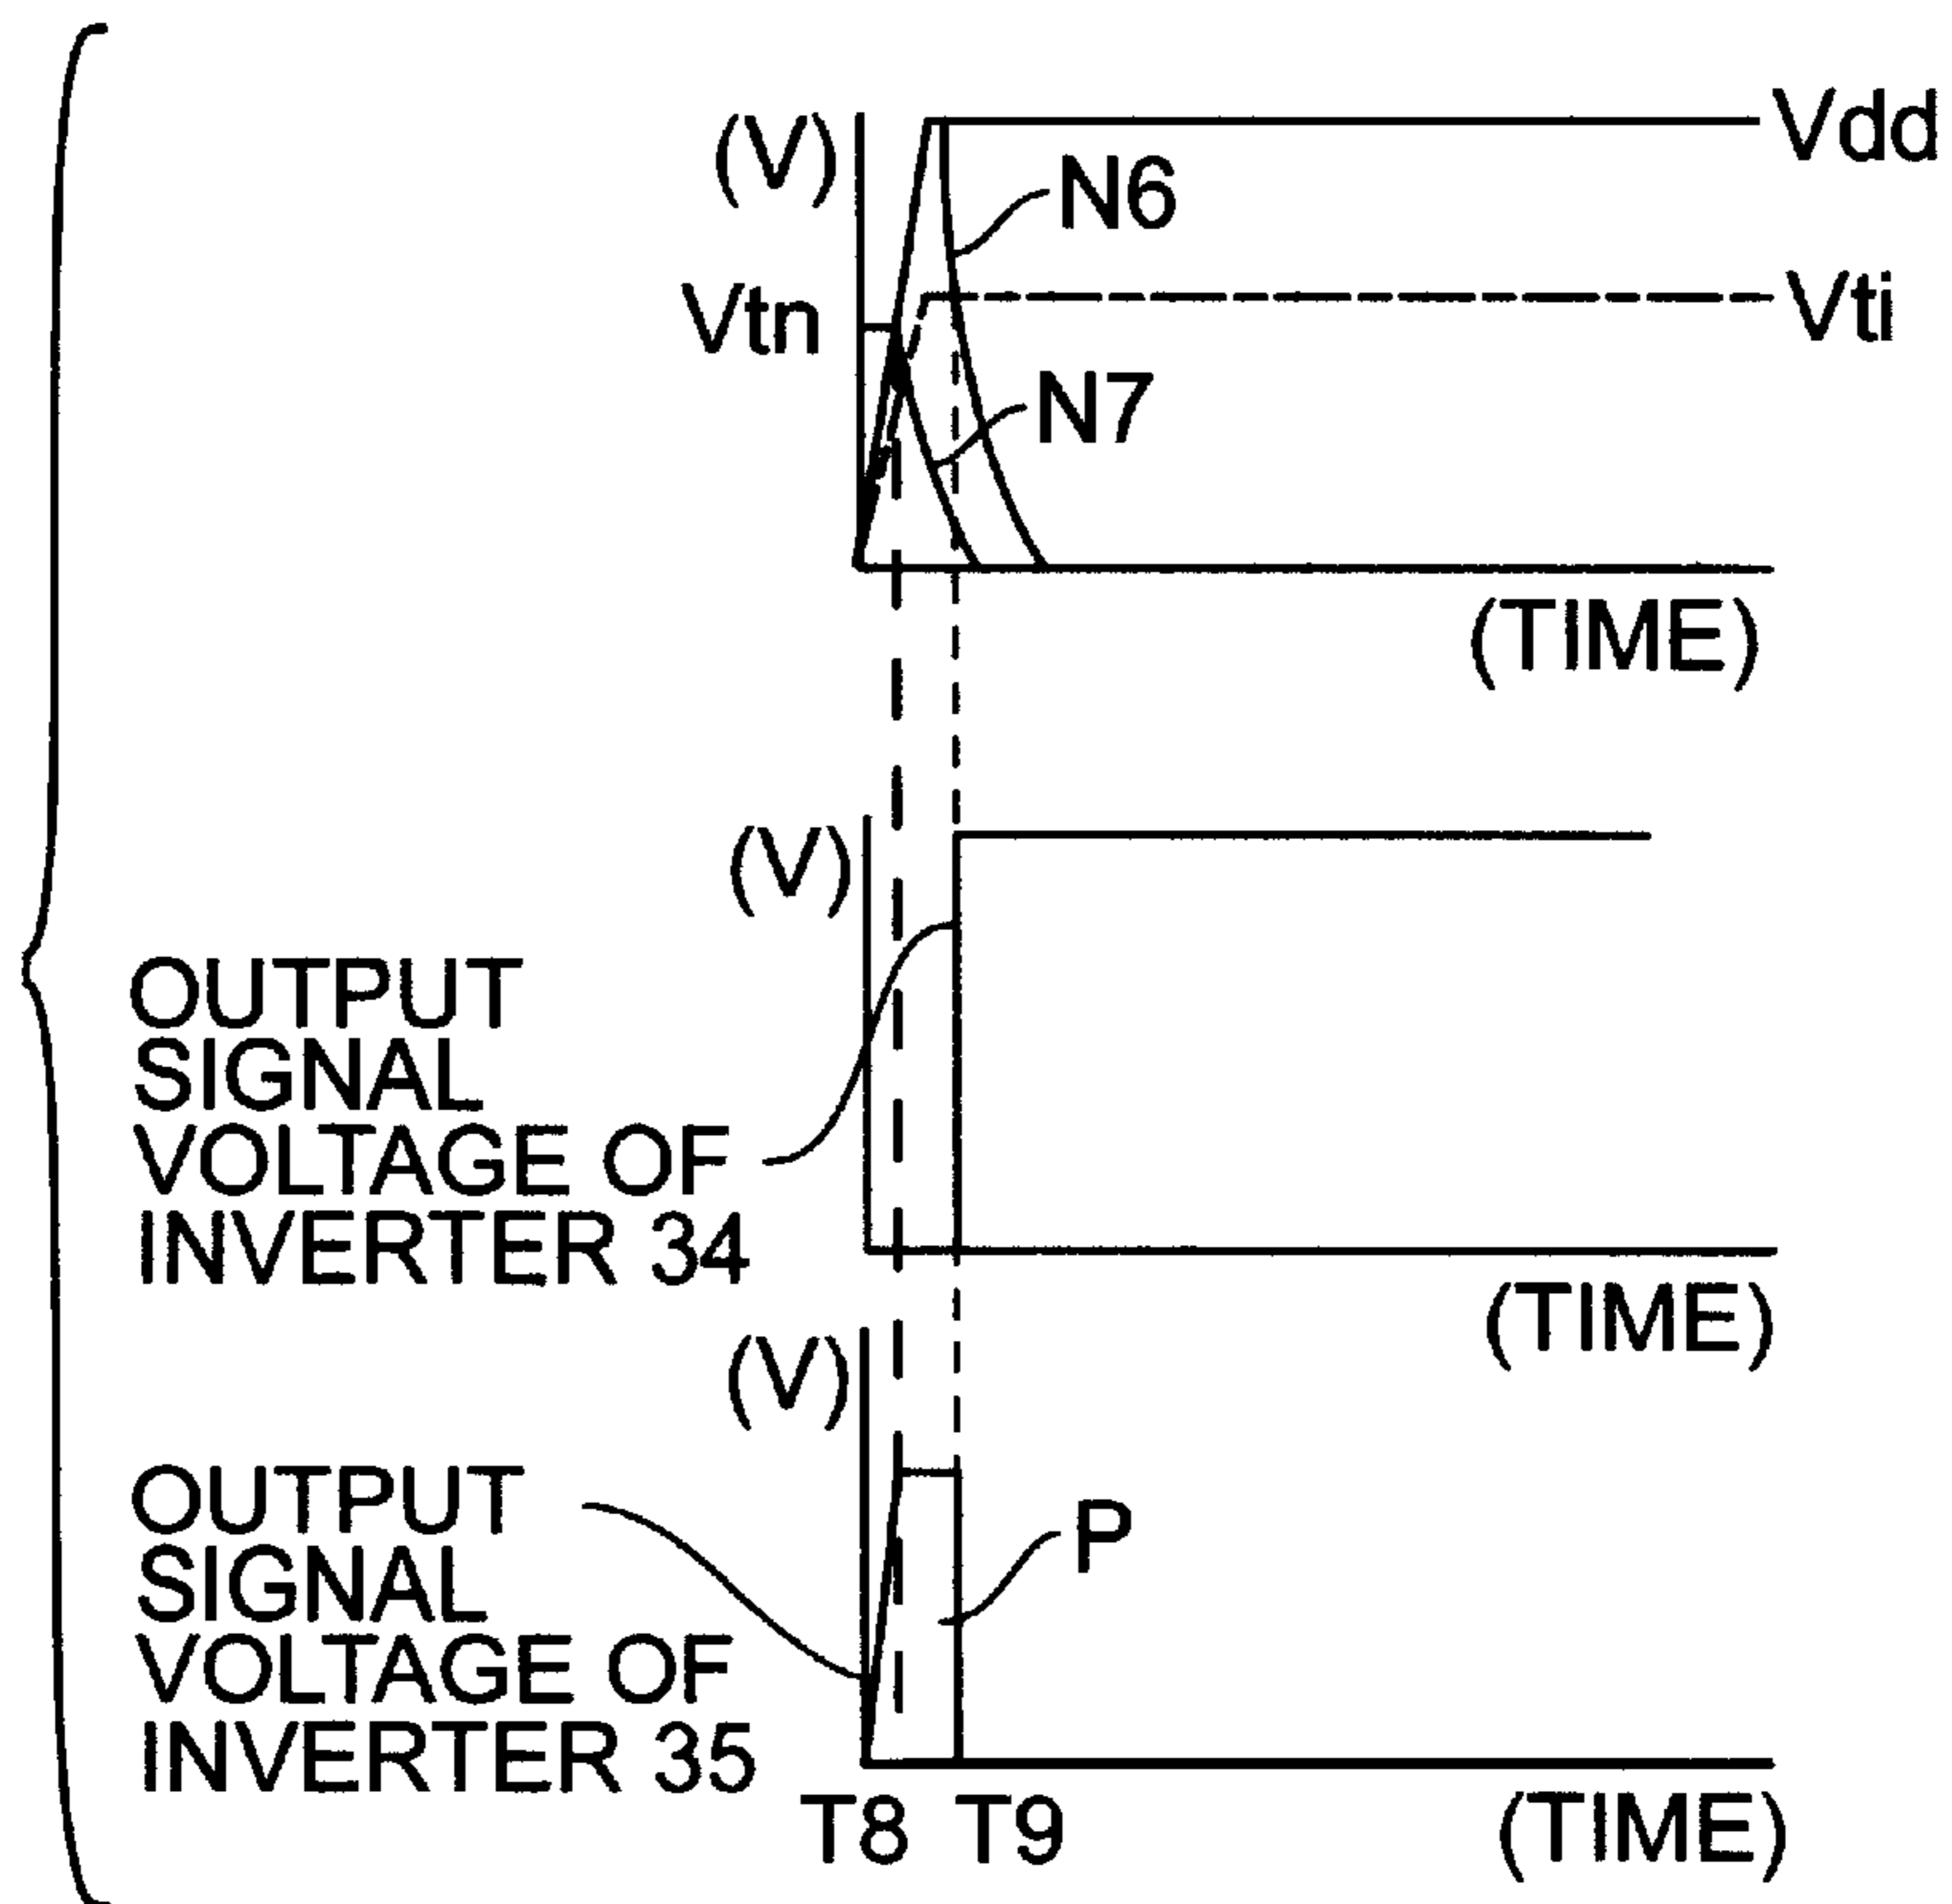 Vdd
(V)
N6
Vti
Vtn
N7
(TIME)
(V)
OUTPUT
SIGNAL
VOLTAGE OF
INVERTER 34
(TIME)
(V)
OUTPUT
SIGNAL
VOLTAGE OF
INVERTER 35
P
T8 T9
(TIME)